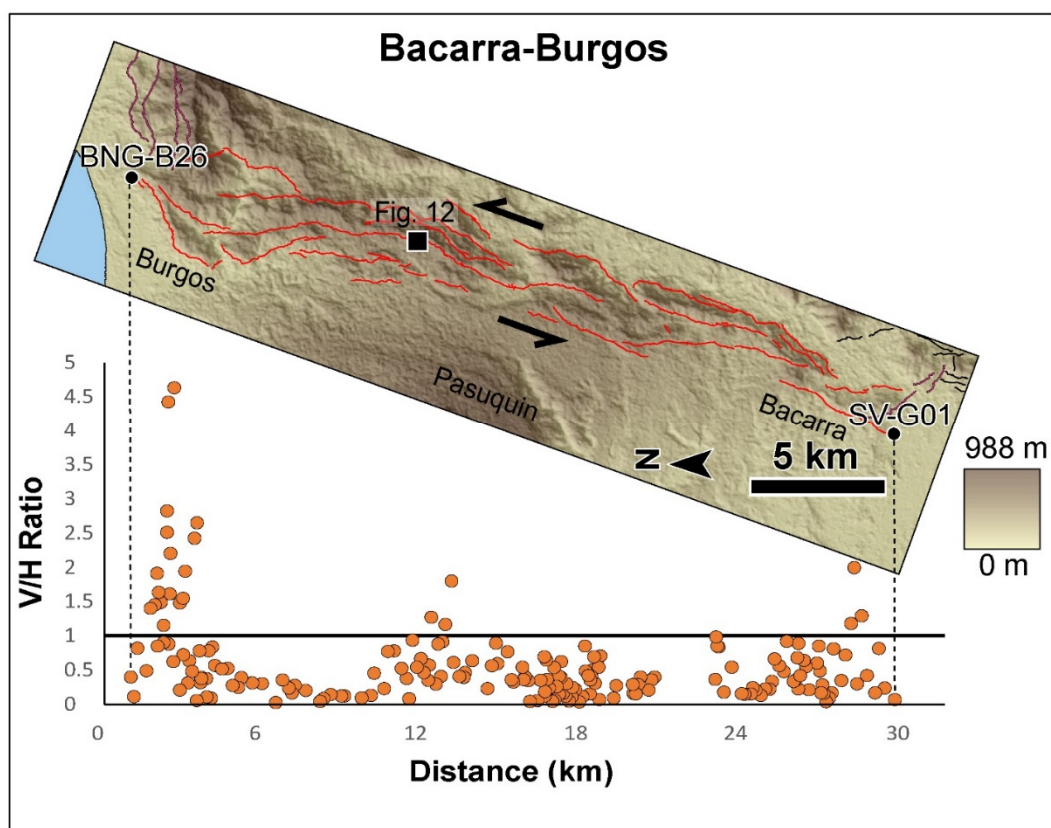 Bacarra-Burgos
BNG-B26
Fig. 12
Burgos
Pasuquin
Bacarra
SV-G01
N
5 km
988 m
0 m
V/H Ratio
5
4.5
4
3.5
3
2.5
2
1.5
1
0.5
0
0 6 12 18 24 30
Distance (km)